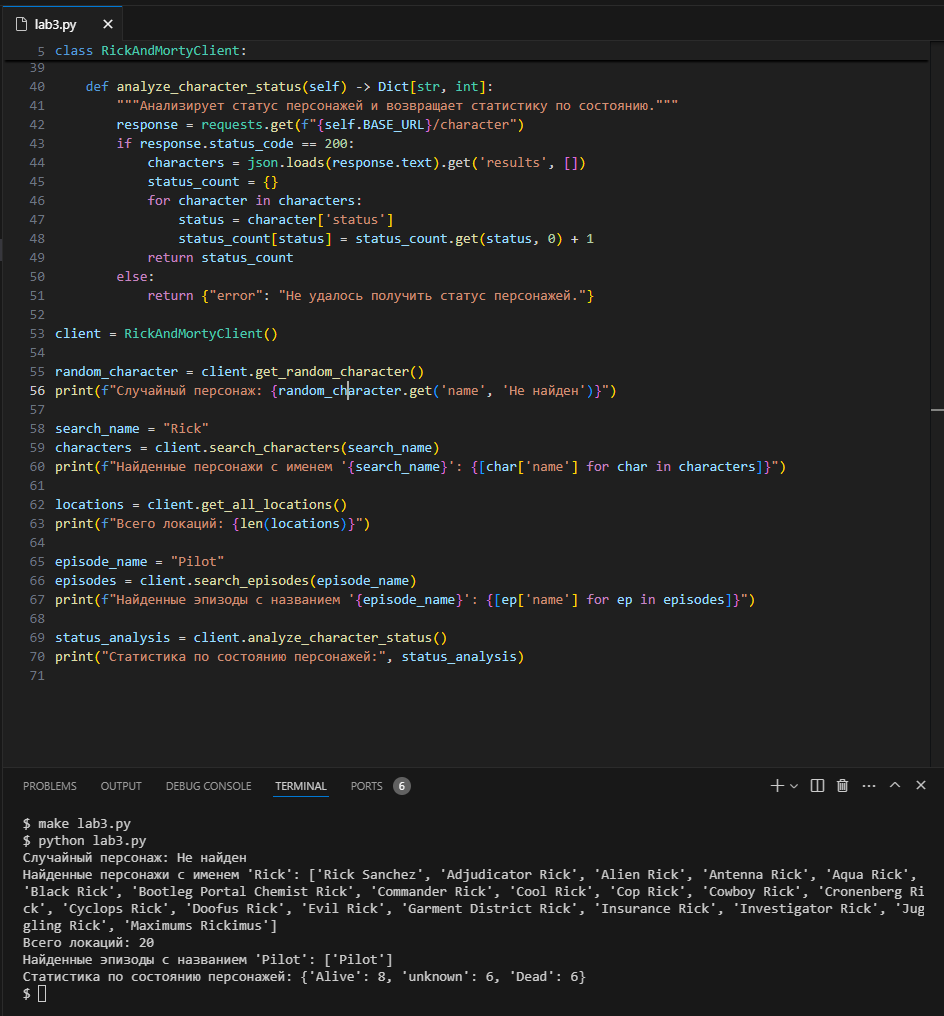 lab3.py
5 class RickAndMortyClient:
39
40 def analyze_character_status(self) -> Dict[str, int]:
41 """Анализирует статус персонажей и возвращает статистику по состоянию."""
42 response = requests.get(f"{self.BASE_URL}/character")
43 if response.status_code == 200:
44 characters = json.loads(response.text).get('results', [])
45 status_count = {}
46 for character in characters:
47 status = character['status']
48 status_count[status] = status_count.get(status, 0) + 1
49 return status_count
50 else:
51 return {"error": "Не удалось получить статус персонажей."}
52
53 client = RickAndMortyClient()
54
55 random_character = client.get_random_character()
56 print(f"Случайный персонаж: {random_character.get('name', 'Не найден')}")
57
58 search_name = "Rick"
59 characters = client.search_characters(search_name)
60 print(f"Найденные персонажи с именем '{search_name}': {[char['name'] for char in characters]}")
61
62 locations = client.get_all_locations()
63 print(f"Всего локаций: {len(locations)}")
64
65 episode_name = "Pilot"
66 episodes = client.search_episodes(episode_name)
67 print(f"Найденные эпизоды с названием '{episode_name}': {[ep['name'] for ep in episodes]}")
68
69 status_analysis = client.analyze_character_status()
70 print("Статистика по состоянию персонажей:", status_analysis)
71
PROBLEMS OUTPUT DEBUG CONSOLE TERMINAL PORTS 6
$ make lab3.py
$ python lab3.py
Случайный персонаж: Не найден
Найденные персонажи с именем 'Rick': ['Rick Sanchez', 'Adjudicator Rick', 'Alien Rick', 'Antenna Rick', 'Aqua Rick',
'Black Rick', 'Bootleg Portal Chemist Rick', 'Commander Rick', 'Cool Rick', 'Cop Rick', 'Cowboy Rick', 'Cronenberg Ri
ck', 'Cyclops Rick', 'Doofus Rick', 'Evil Rick', 'Garment District Rick', 'Insurance Rick', 'Investigator Rick', 'Jug
gling Rick', 'Maximums Rickimus']
Всего локаций: 20
Найденные эпизоды с названием 'Pilot': ['Pilot']
Статистика по состоянию персонажей: {'Alive': 8, 'unknown': 6, 'Dead': 6}
$